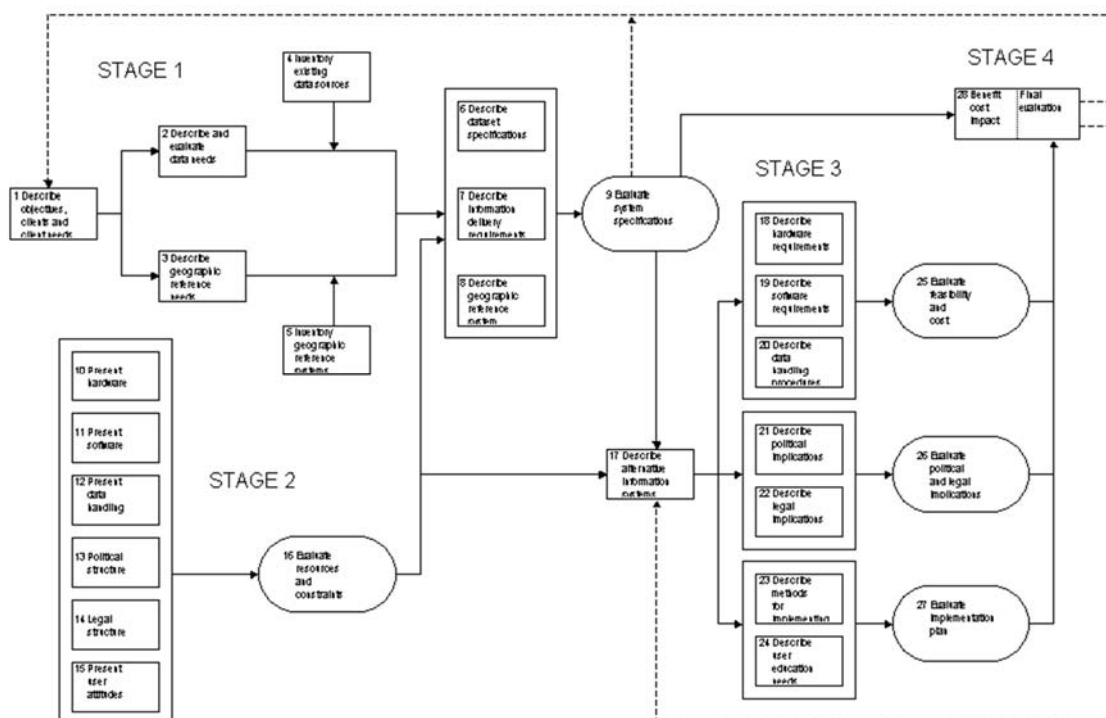 STAGE 1
STAGE 2
STAGE 3
STAGE 4
1 Describe
objectives,
clients and
client needs
2 Describe and
evaluate
data needs
3 Describe
geographic
reference
needs
4 Inventory
existing
data sources
5 Inventory
geographic
reference
systems
6 Describe
dataset
specifications
7 Describe
information
delivery
requirements
8 Describe
geographic
reference
system
9 Evaluate
system
specifications
10 Present
hardware
11 Present
software
12 Present
data
handling
13 Political
structure
14 Legal
structure
15 Present
user
attitudes
16 Evaluate
resources
and
constraints
17 Describe
alternative
information
systems
18 Describe
hardware
requirements
19 Describe
software
requirements
20 Describe
data
handling
procedures
21 Describe
political
implications
22 Describe
legal
implications
23 Describe
methods
for
implementing
24 Describe
user
education
needs
25 Evaluate
feasibility
and
cost
26 Evaluate
political
and legal
implications
27 Evaluate
implementation
plan
28 Benefit
cost
impact
Final
evaluation